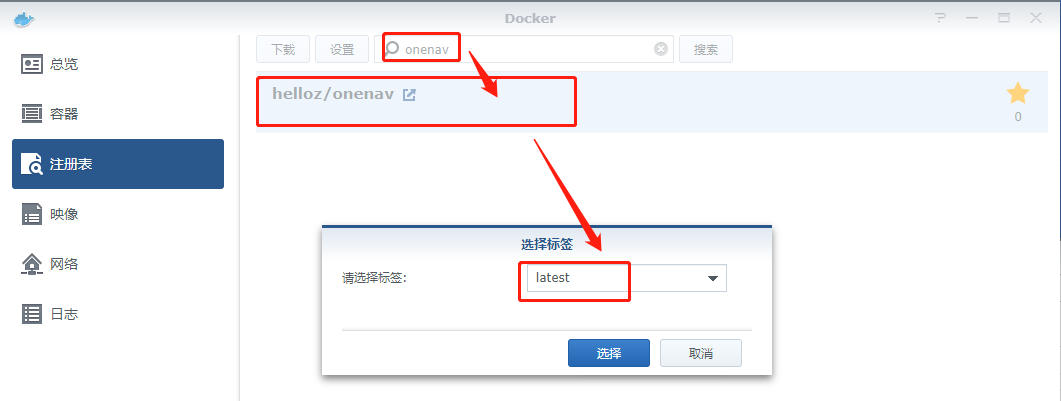 Docker
总览
容器
注册表
映像
网络
日志
下载 设置 onenav 搜索
helloz/onenav
0
选择标签
请选择标签: latest
选择 取消